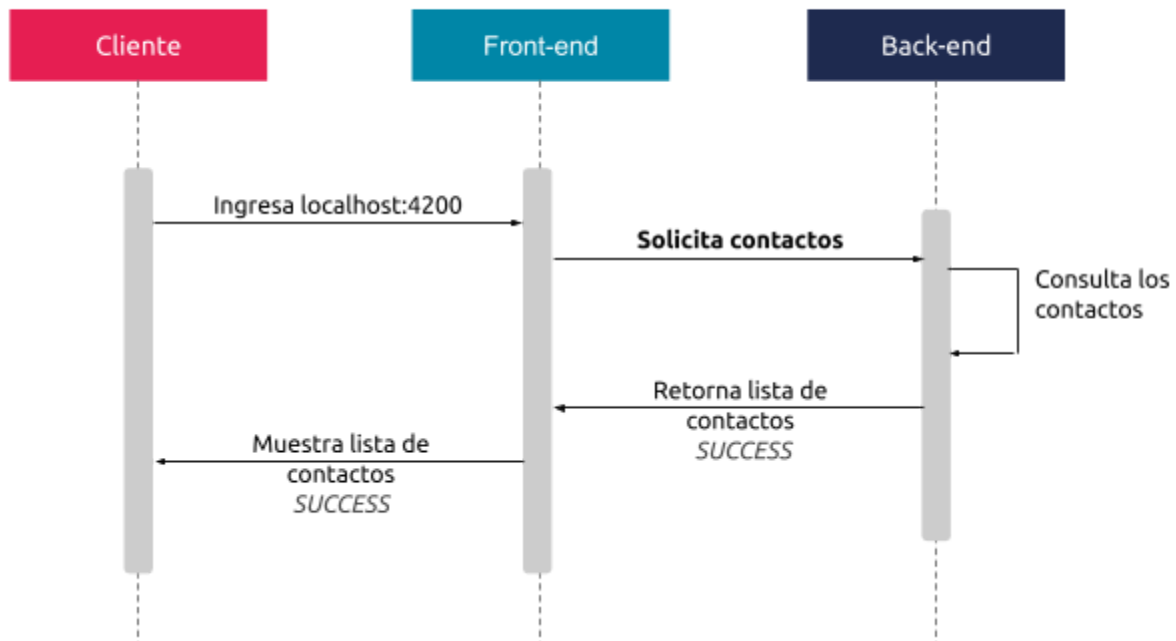 Cliente
Front-end
Back-end
Ingresa localhost:4200
Solicita contactos
Consulta los
contactos
Retorna lista de
contactos
SUCCESS
Muestra lista de
contactos
SUCCESS